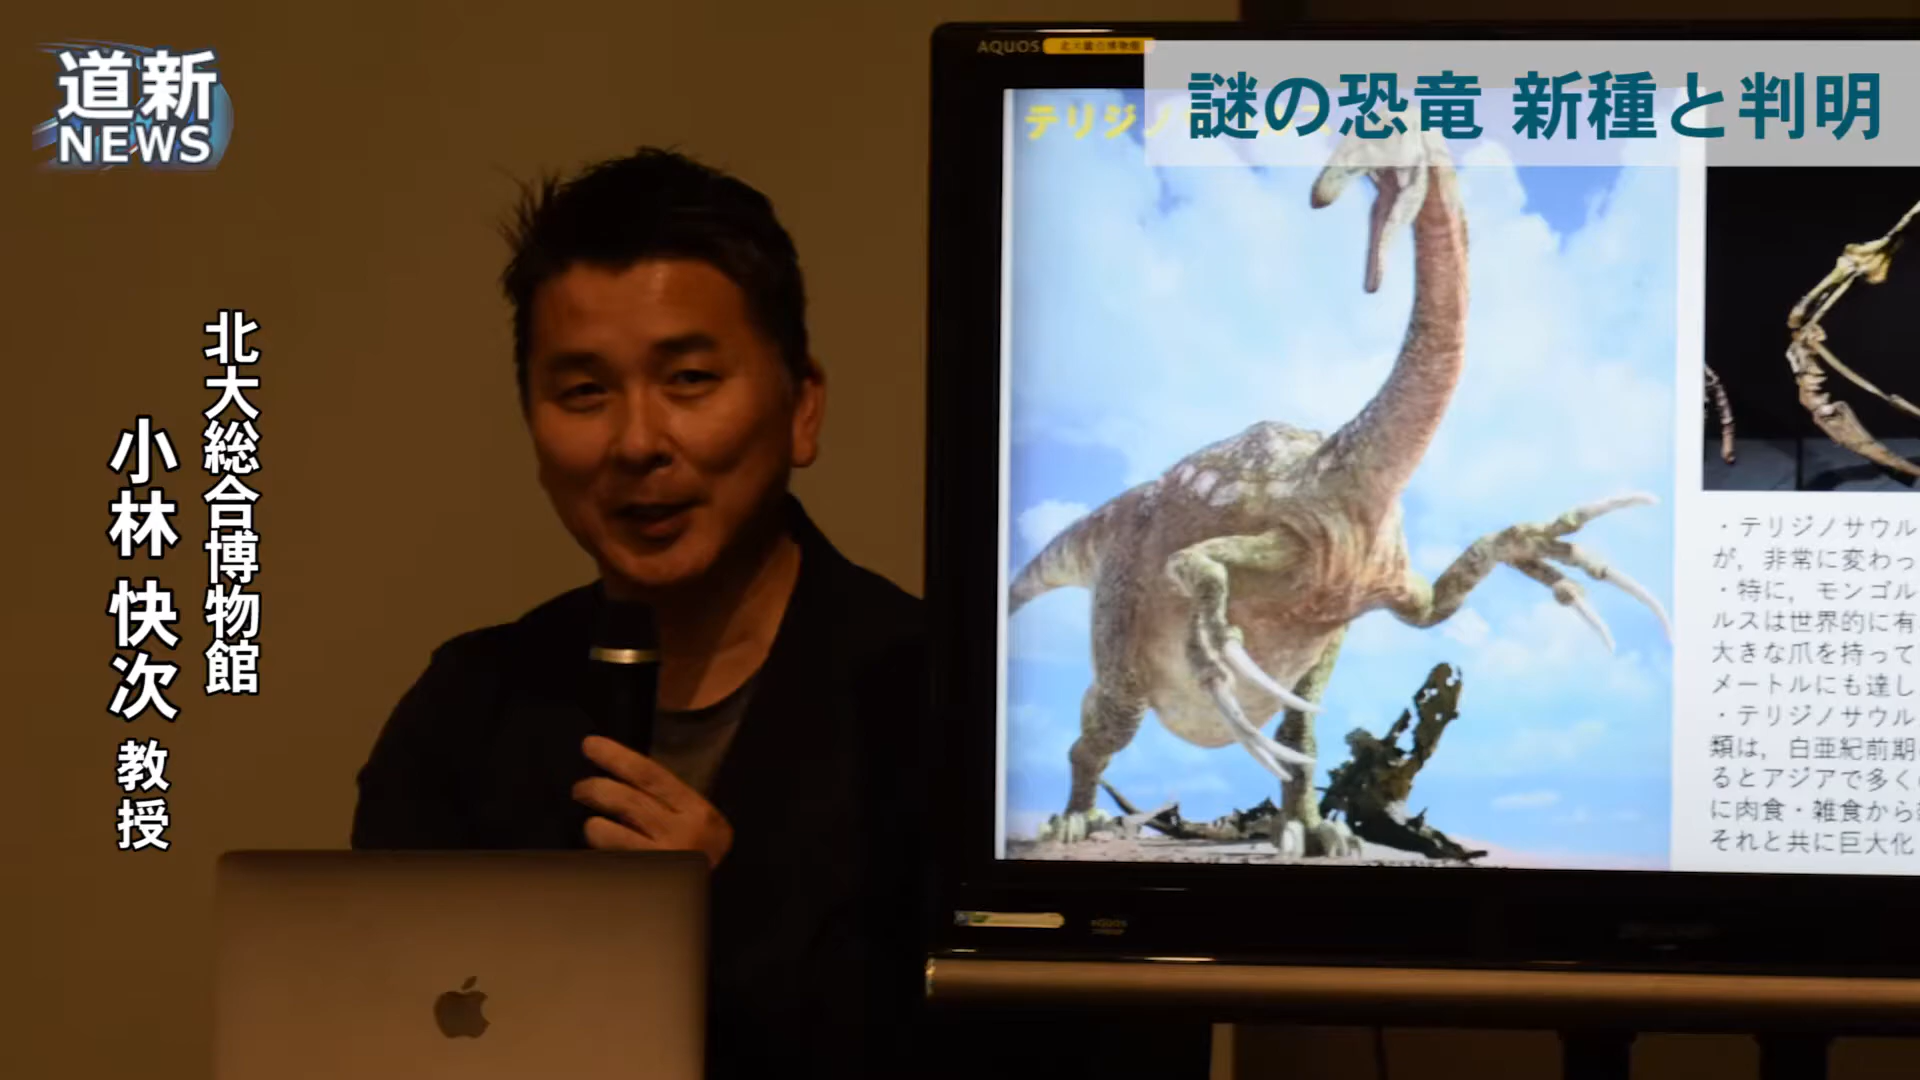 道新
NEWS
北大総合博物館
小林 快次 教授
AQUOS
謎の恐竜 新種と判明
テリジノ
・テリジノサウル
が，非常に変わっ
・特に，モンゴル
ルスは世界的に有
大きな爪を持って
メートルにも達し
・テリジノサウル
類は，白亜紀前期
るとアジアで多く
に肉食・雑食から
それと共に巨大化
AQUOS